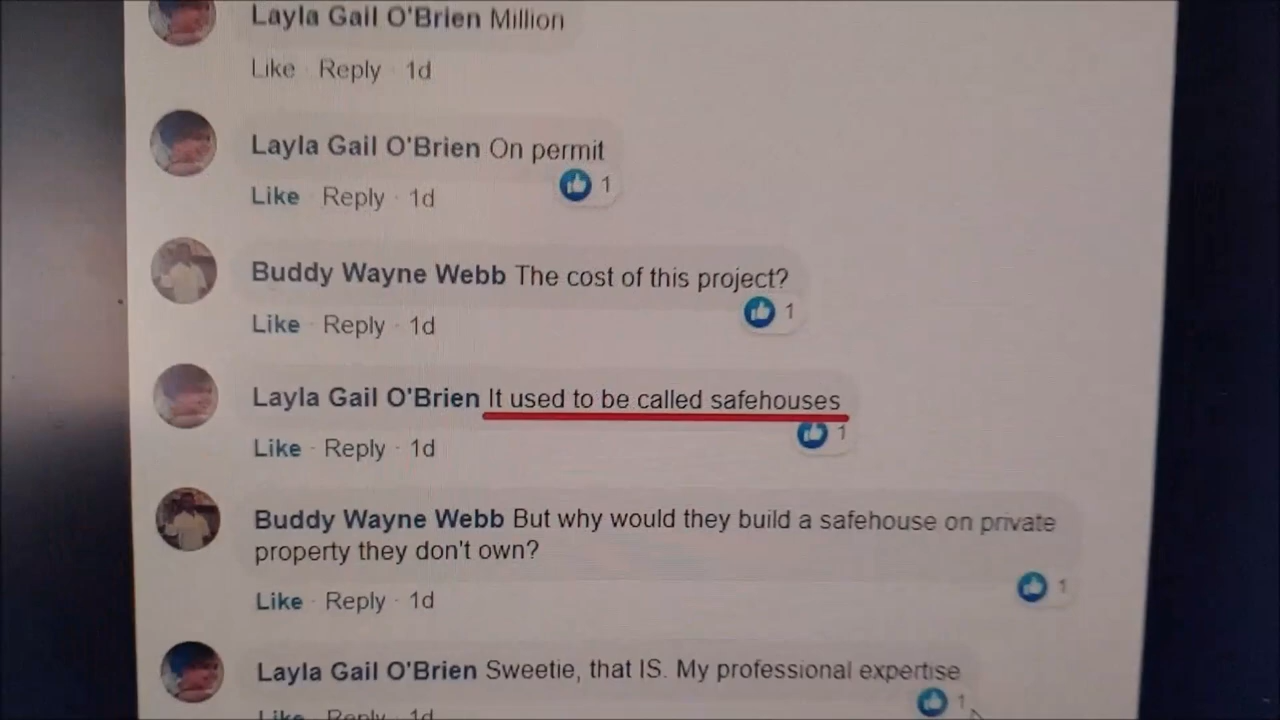 Layla Gail O'Brien Million
Like · Reply · 1d
Layla Gail O'Brien On permit
1
Like · Reply · 1d
Buddy Wayne Webb The cost of this project?
1
Like · Reply · 1d
Layla Gail O'Brien It used to be called safehouses
1
Like · Reply · 1d
Buddy Wayne Webb But why would they build a safehouse on private
property they don't own?
1
Like · Reply · 1d
Layla Gail O'Brien Sweetie, that IS. My professional expertise
1
Like · Reply · 1d